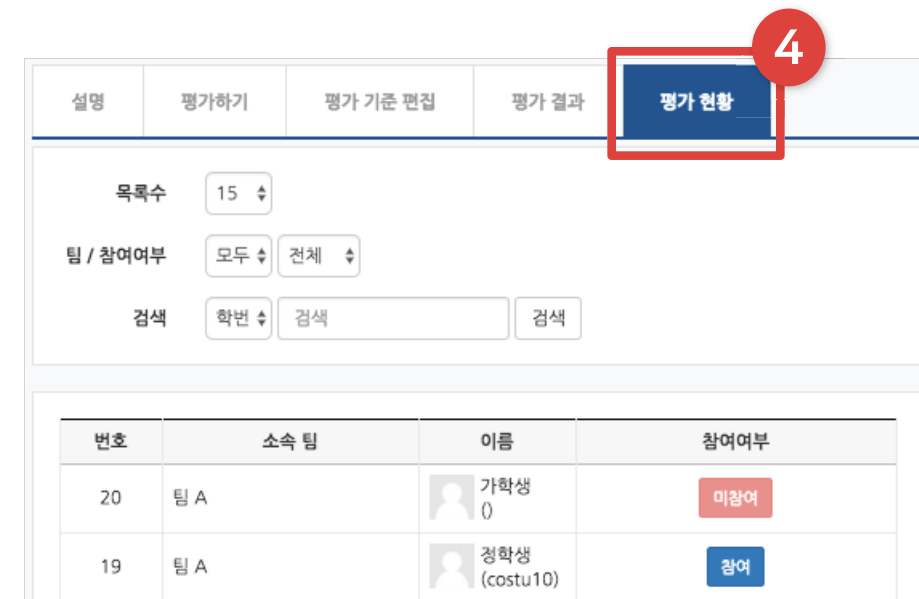 4
설명 평가하기 평가 기준 편집 평가 결과 평가 현황
목록수 15
팀 / 참여여부 모두 전체
검색 학번 검색 검색
번호 소속 팀 이름 참여여부
20 팀 A 가학생 미참여
()
19 팀 A 정학생 참여
(costu10)